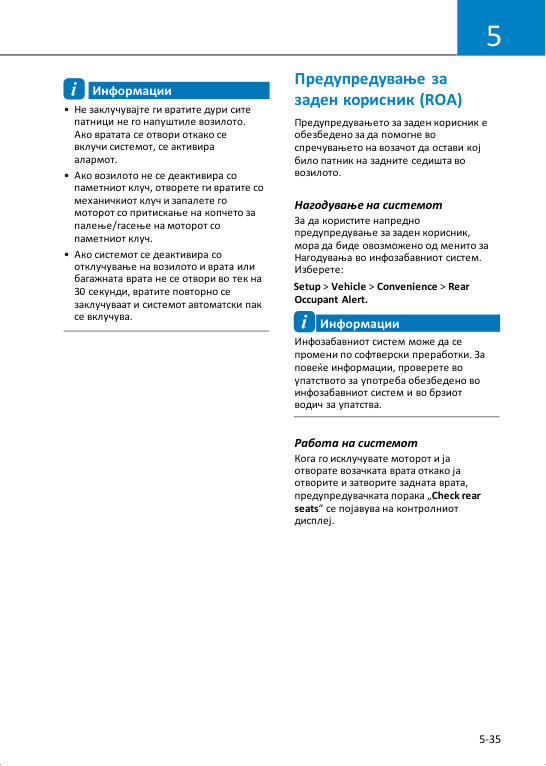 5
i Информации
• Не заклучувајте ги вратите дури сите
патници не го напуштиле возилото.
Ако вратата се отвори откако се
вклучи системот, се активира
алармот.
• Ако возилото не се деактивира со
паметниот клуч, отворете ги вратите со
механичкиот клуч и запалете го
моторот со притискање на копчето за
палење/гасење на моторот со
паметниот клуч.
• Ако системот се деактивира со
отклучување на возилото и врата или
багажната врата не се отвори во тек на
30 секунди, вратите повторно се
заклучуваат и системот автоматски пак
се вклучува.
Предупредување за
заден корисник (ROA)
Предупредувањето за заден корисник е
обезбедено за да помогне во
спречувањето на возачот да остави кој
било патник на задните седишта во
возилото.
Нагодување на системот
За да користите напредно
предупредување за заден корисник,
мора да биде овозможено од менито за
Нагодувања во инфозабавниот систем.
Изберете:
Setup > Vehicle > Convenience > Rear
Occupant Alert.
i Информации
Инфозабавниот систем може да се
промени по софтверски преработки. За
повеќе информации, проверете во
упатството за употреба обезбедено во
инфозабавниот систем и во брзиот
водич за упатства.
Работа на системот
Кога го исклучувате моторот и ја
отворате возачката врата откако ја
отворите и затворите задната врата,
предупредувачката порака „Check rear
seats“ се појавува на контролниот
дисплеј.
5-35